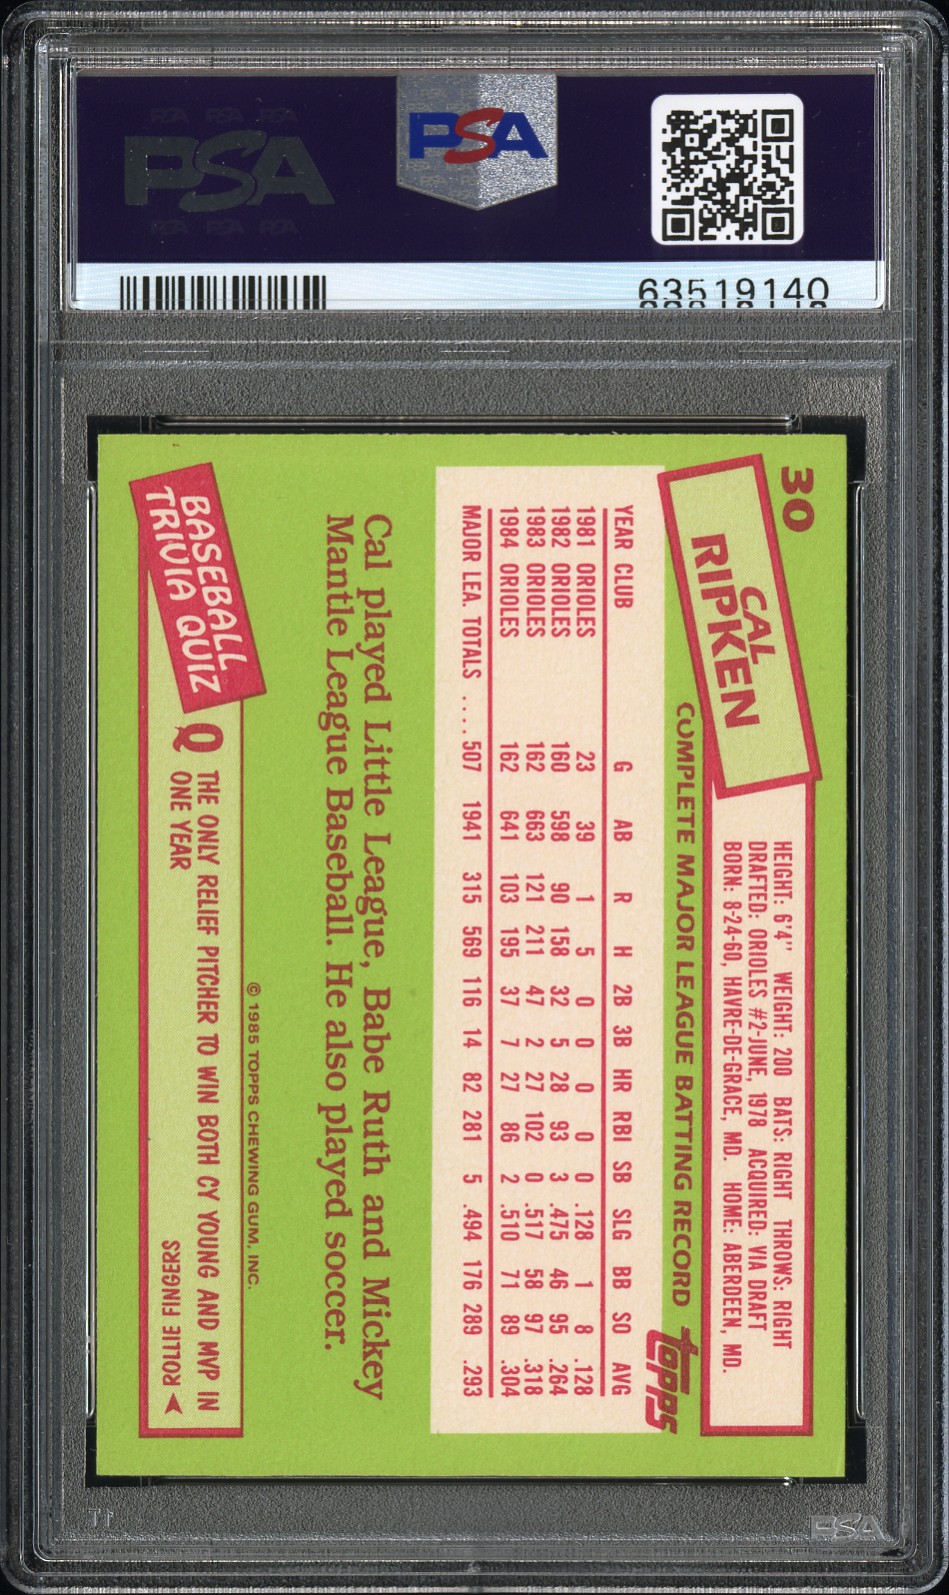 PSA PSA PSA
PSA
PSA PSA PSA
PSA
63519140
30
CAL
RIPKEN
HEIGHT: 6'4" WEIGHT: 200 BATS: RIGHT THROWS: RIGHT
DRAFTED: ORIOLES #2-JUNE, 1978 ACQUIRED: VIA DRAFT
BORN: 8-24-60, HAVRE-DE-GRACE, MD. HOME: ABERDEEN, MD.
COMPLETE MAJOR LEAGUE BATTING RECORD
Topps
YEAR CLUB G AB R H 2B 3B HR RBI SB SLG BB SO AVG
1981 ORIOLES 23 39 1 5 0 0 0 0 0 .128 1 8 .128
1982 ORIOLES 160 598 90 158 32 5 28 93 3 .475 46 95 .264
1983 ORIOLES 162 663 121 211 47 2 27 102 0 .517 58 97 .318
1984 ORIOLES 162 641 103 195 37 7 27 86 2 .510 71 89 .304
MAJOR LEA. TOTALS .... 507 1941 315 569 116 14 82 281 5 .494 176 289 .293
Cal played Little League, Babe Ruth and Mickey
Mantle League Baseball. He also played soccer.
© 1985 TOPPS CHEWING GUM, INC.
BASEBALL
TRIVIA QUIZ
Q THE ONLY RELIEF PITCHER TO WIN BOTH CY YOUNG AND MVP IN
ONE YEAR
ROLLIE FINGERS
PSA